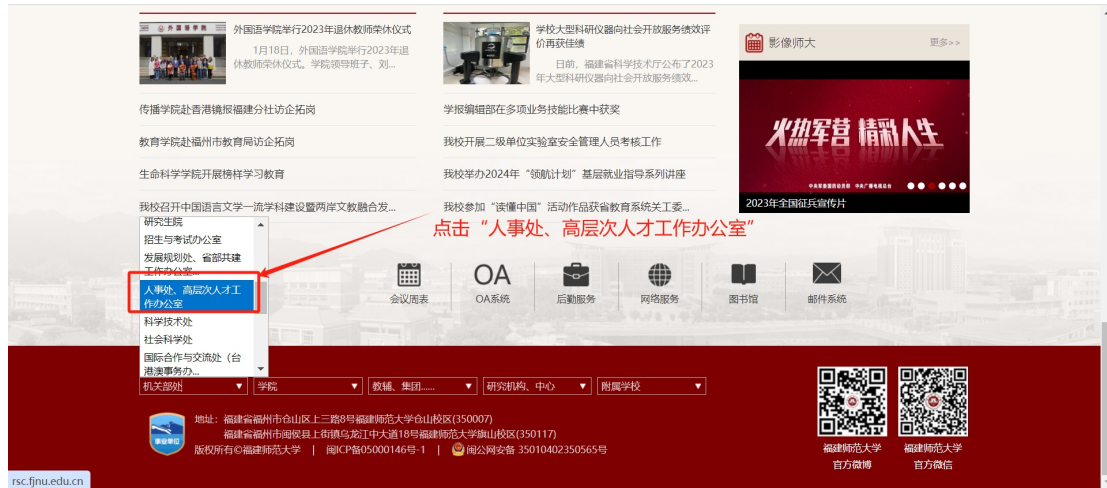 外国语学院举行2023年退休教师荣休仪式
1月18日，外国语学院举行2023年退
休教师荣休仪式。学院领导班子、刘...
学校大型科研仪器向社会开放服务绩效评
价再获佳绩
日前，福建省科学技术厅公布了2023
年大型科研仪器向社会开放服务绩效...
影像师大
更多>>
传播学院赴香港镜报福建分社访企拓岗
学报编辑部在多项业务技能比赛中获奖
火热军营 精彩人生
教育学院赴福州市教育局访企拓岗
我校开展二级单位实验室安全管理人员考核工作
生命科学学院开展榜样学习教育
我校举办2024年“领航计划”基层就业指导系列讲座
2023年全国征兵宣传片
我校召开中国语言文学一流学科建设暨两岸文教融合发...
我校参加“读懂中国”活动作品获省教育系统关工委...
点击“人事处、高层次人才工作办公室”
研究生院
招生与考试办公室
发展规划处、省部共建
工作办公室...
人事处、高层次人才工
作办公室
科学技术处
社会科学处
国际合作与交流处（台
港澳事务办...
OA
会议周表
OA系统
后勤服务
网络服务
图书馆
邮件系统
机关部处
学院
教辅、集团......
研究机构、中心
附属学校
事业单位
地址：福建省福州市仓山区上三路8号福建师范大学仓山校区(350007)
福建省福州市闽侯县上街镇乌龙江中大道18号福建师范大学旗山校区(350117)
版权所有©福建师范大学 | 闽ICP备05000146号-1 | 闽公网安备 35010402350565号
福建师范大学
官方微博
福建师范大学
官方微信
rsc.fjnu.edu.cn